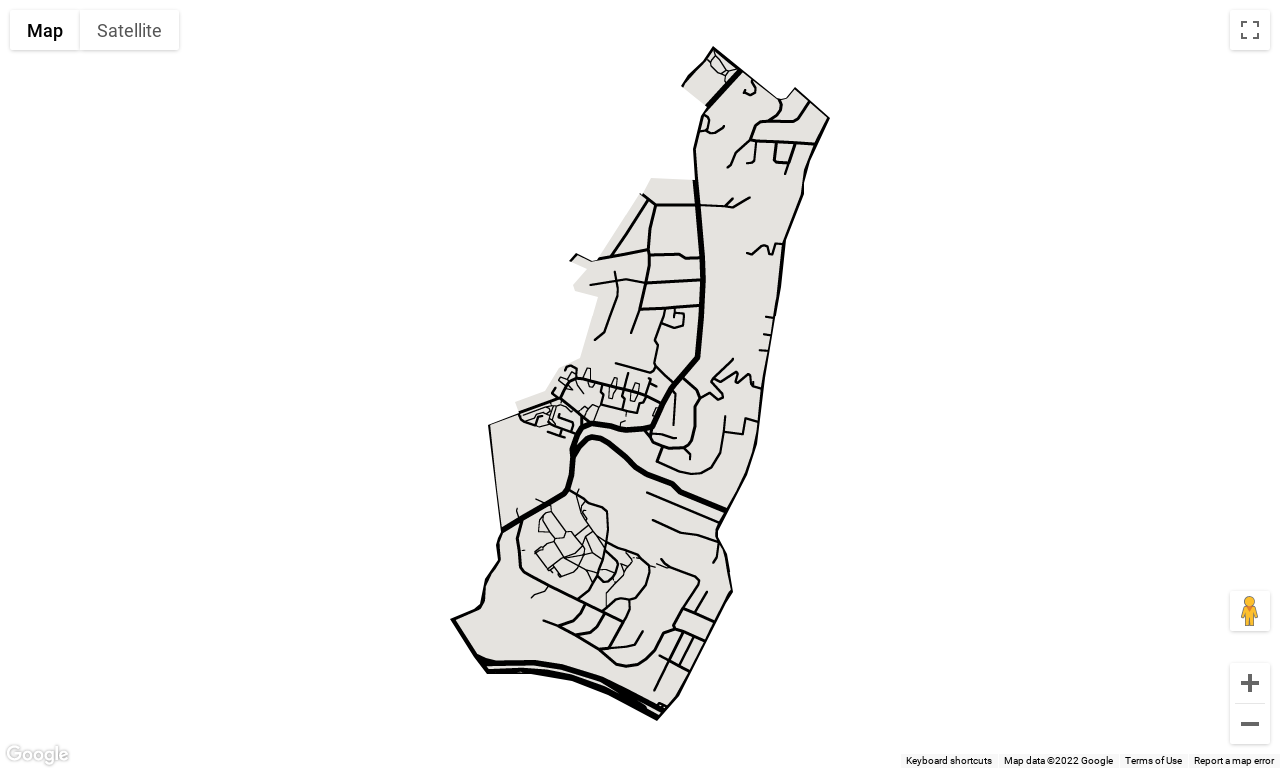 Map Satellite
Google
Keyboard shortcuts Map data ©2022 Google Terms of Use Report a map error